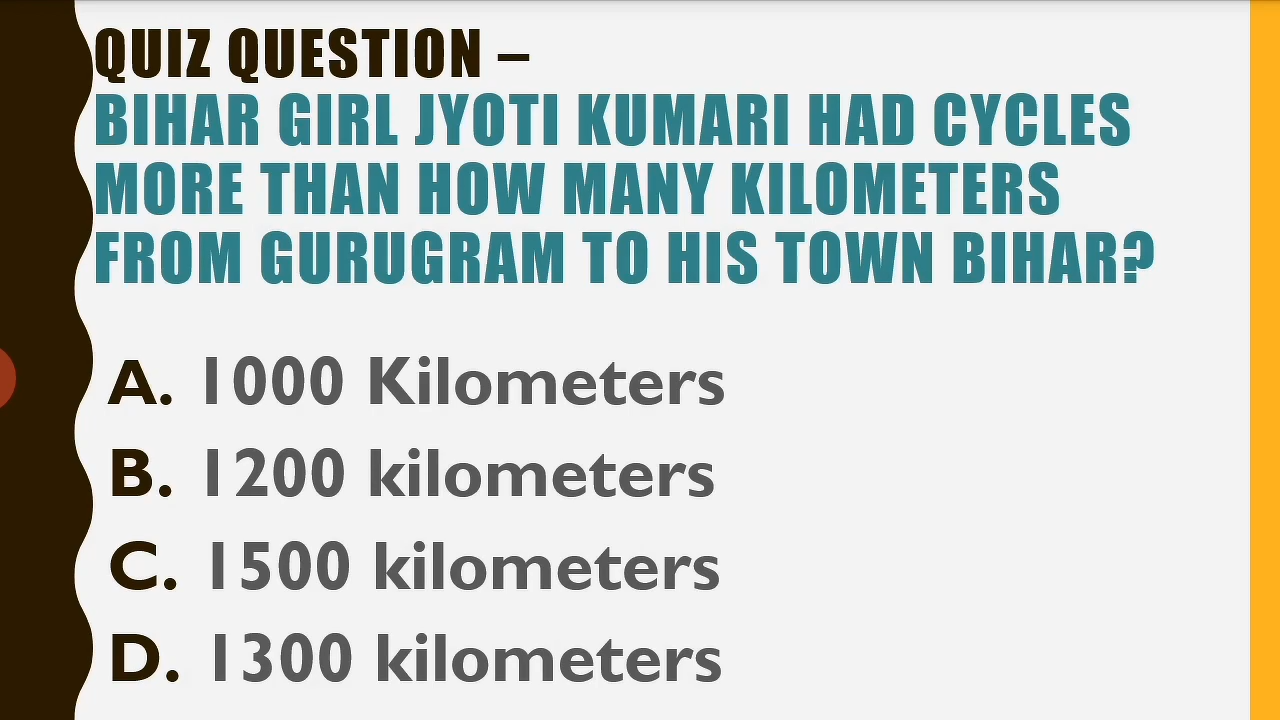 QUIZ QUESTION –
BIHAR GIRL JYOTI KUMARI HAD CYCLES
MORE THAN HOW MANY KILOMETERS
FROM GURUGRAM TO HIS TOWN BIHAR?
A. 1000 Kilometers
B. 1200 kilometers
C. 1500 kilometers
D. 1300 kilometers